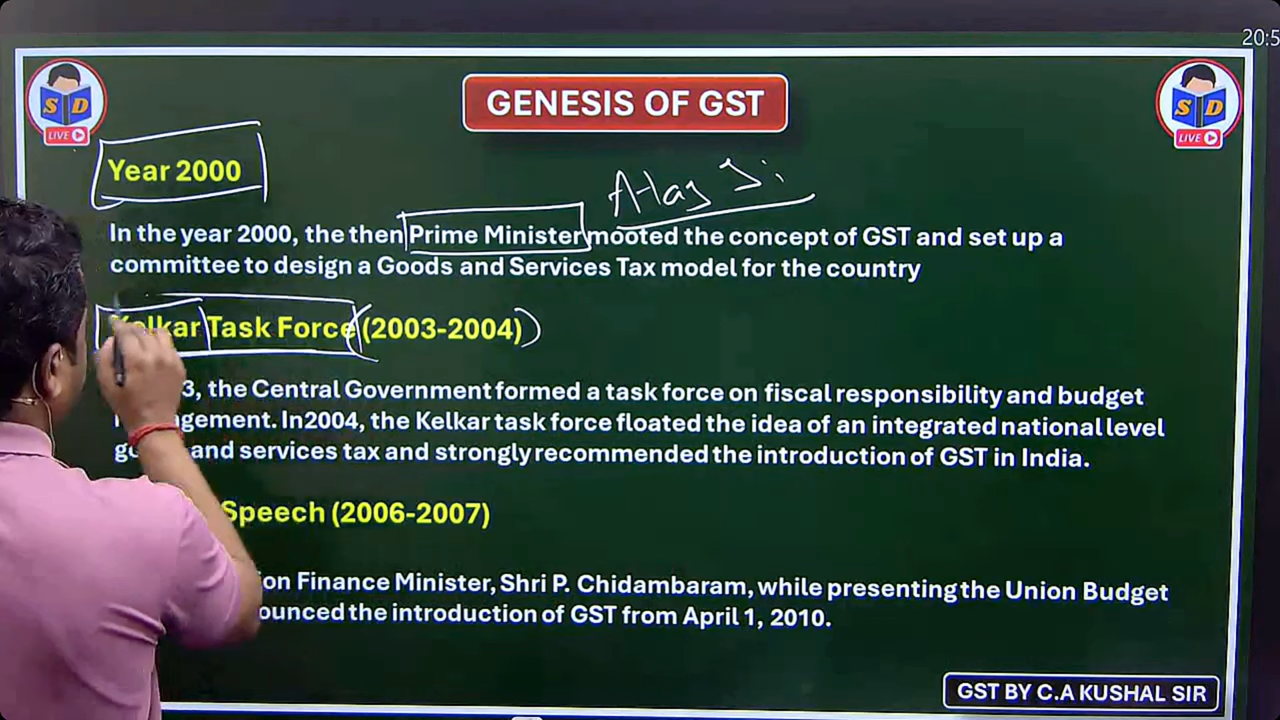 20:5
S D
LIVE
S D
LIVE
GENESIS OF GST
Year 2000
Atal Ji
In the year 2000, the then Prime Minister mooted the concept of GST and set up a
committee to design a Goods and Services Tax model for the country
Kelkar Task Force (2003-2004)
3, the Central Government formed a task force on fiscal responsibility and budget
gement. In2004, the Kelkar task force floated the idea of an integrated national level
and services tax and strongly recommended the introduction of GST in India.
Speech (2006-2007)
ion Finance Minister, Shri P. Chidambaram, while presenting the Union Budget
ounced the introduction of GST from April 1, 2010.
GST BY C.A KUSHAL SIR